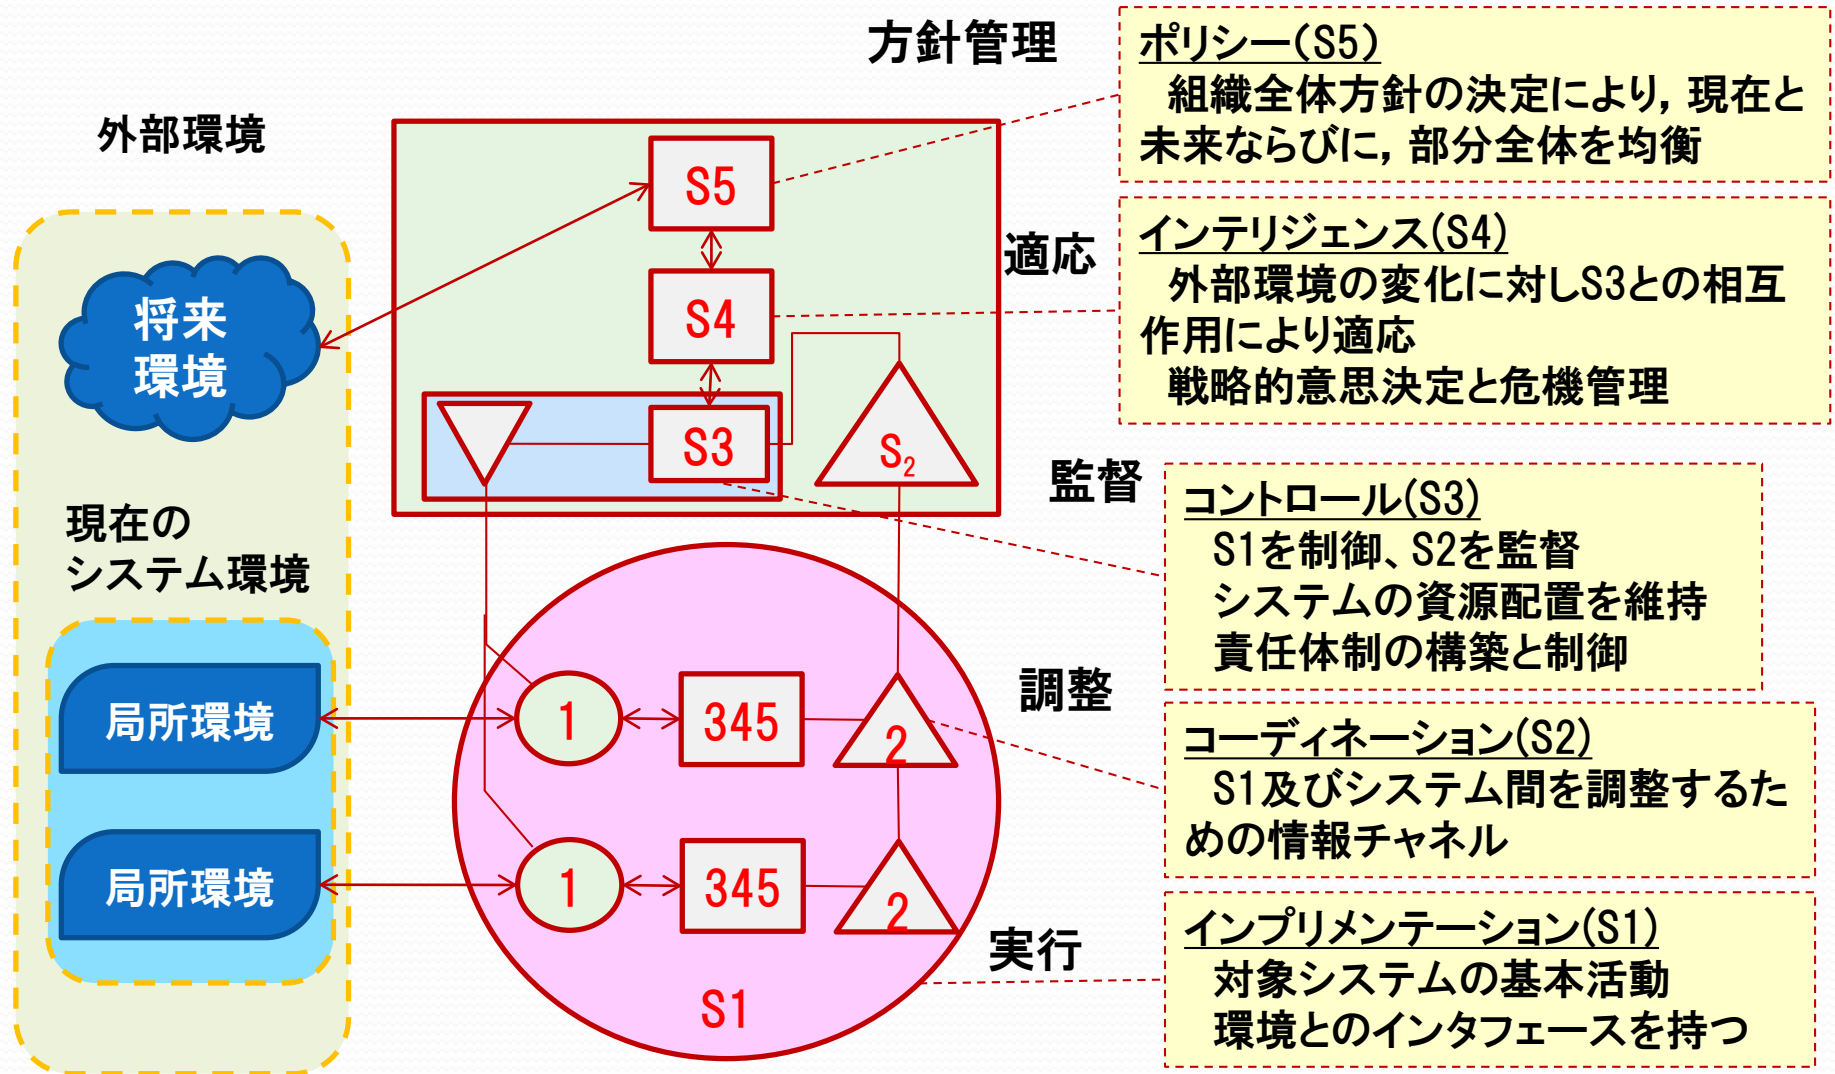 方針管理
ポリシー(S5)
組織全体方針の決定により, 現在と
未来ならびに, 部分全体を均衡
外部環境
将来
環境
現在の
システム環境
局所環境
局所環境
S5
S4
S3
S2
適応
インテリジェンス(S4)
外部環境の変化に対しS3との相互
作用により適応
戦略的意思決定と危機管理
監督
コントロール(S3)
S1を制御、S2を監督
システムの資源配置を維持
責任体制の構築と制御
1
345
2
1
345
2
S1
調整
コーディネーション(S2)
S1及びシステム間を調整するた
めの情報チャネル
実行
インプリメンテーション(S1)
対象システムの基本活動
環境とのインタフェースを持つ